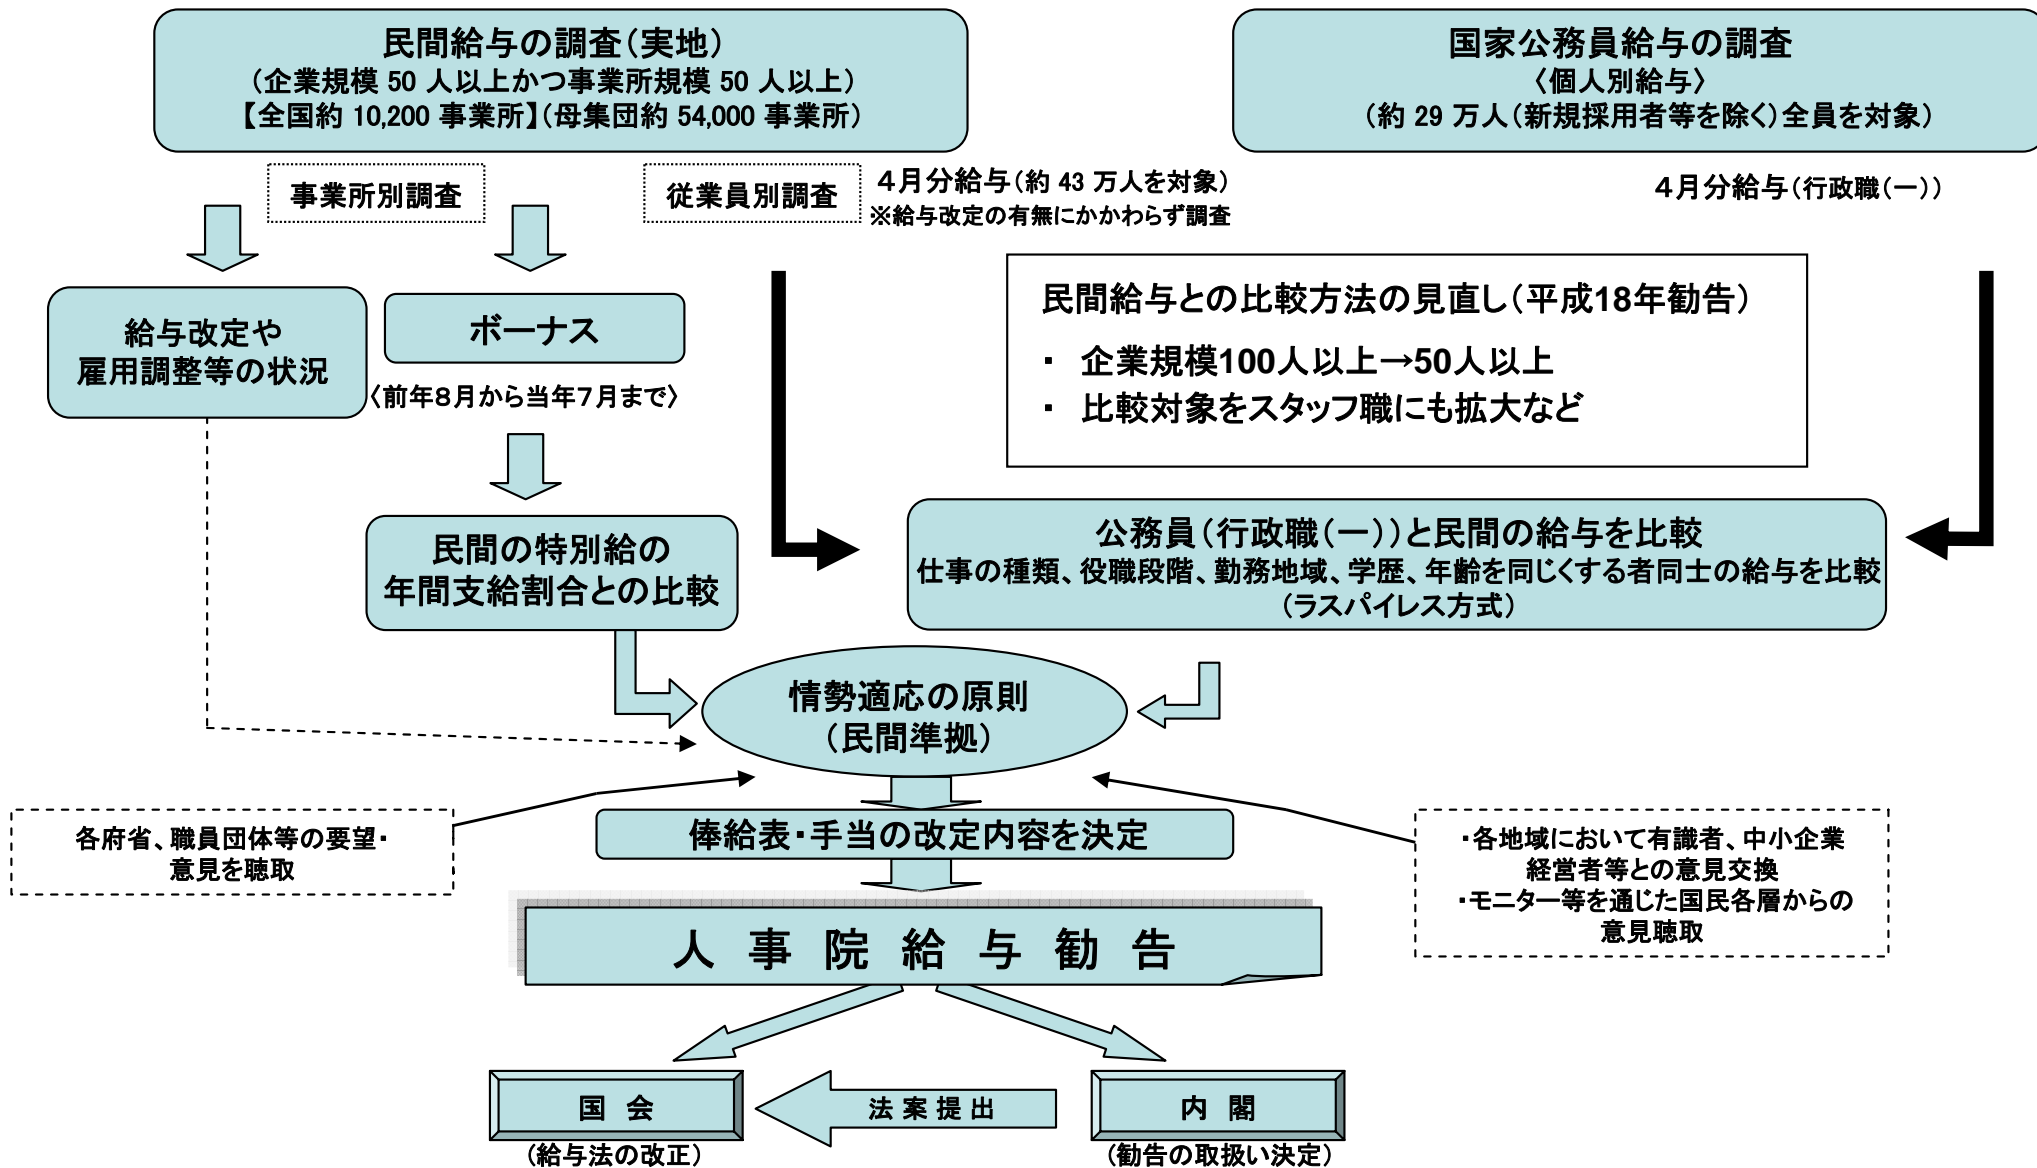 民間給与の調査（実地）
（企業規模 50 人以上かつ事業所規模 50 人以上）
【全国約 10,200 事業所】（母集団約 54,000 事業所）
国家公務員給与の調査
〈個人別給与〉
（約 29 万人（新規採用者等を除く）全員を対象）
事業所別調査
従業員別調査
４月分給与（約 43 万人を対象）
※給与改定の有無にかかわらず調査
４月分給与（行政職（一））
給与改定や
雇用調整等の状況
ボーナス
〈前年８月から当年７月まで〉
民間給与との比較方法の見直し（平成18年勧告）
・ 企業規模100人以上→50人以上
・ 比較対象をスタッフ職にも拡大など
民間の特別給の
年間支給割合との比較
公務員（行政職（一））と民間の給与を比較
仕事の種類、役職段階、勤務地域、学歴、年齢を同じくする者同士の給与を比較
（ラスパイレス方式）
情勢適応の原則
（民間準拠）
各府省、職員団体等の要望・
意見を聴取
俸給表・手当の改定内容を決定
・各地域において有識者、中小企業
経営者等との意見交換
・モニター等を通じた国民各層からの
意見聴取
人 事 院 給 与 勧 告
国 会
法 案 提 出
内 閣
（給与法の改正）
（勧告の取扱い決定）